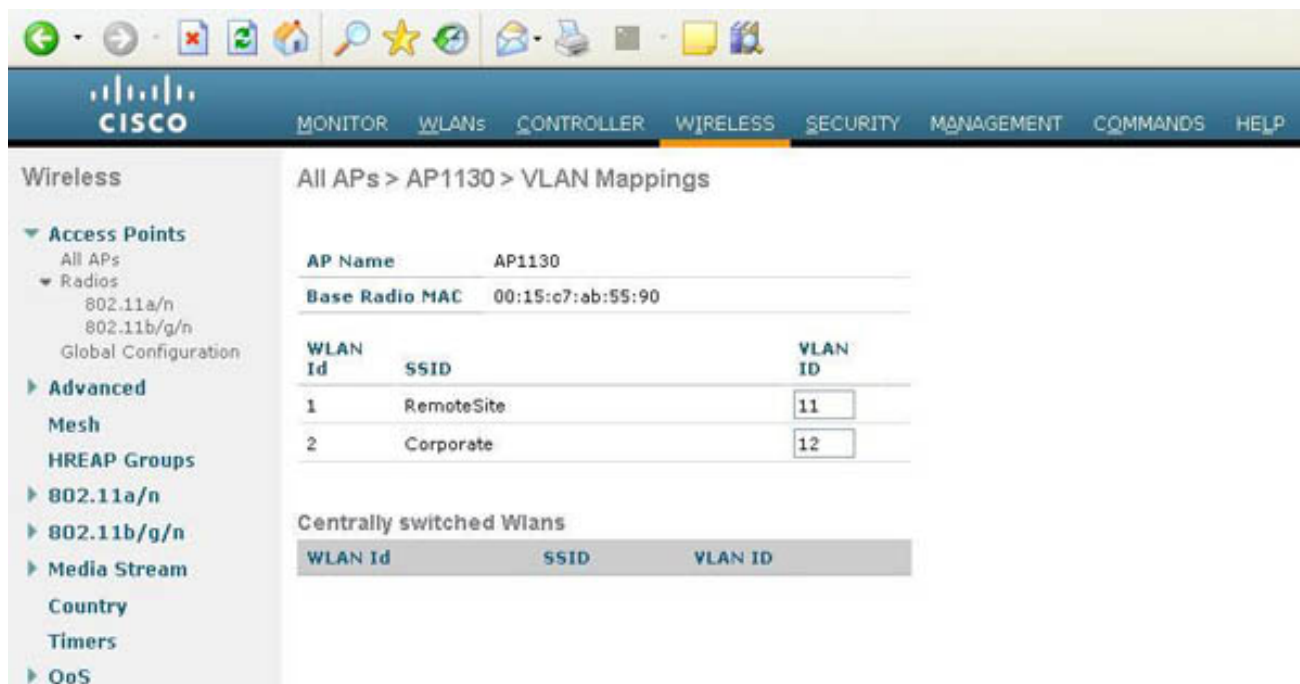 CISCO
MONITOR WLANs CONTROLLER WIRELESS SECURITY MANAGEMENT COMMANDS HELP
Wireless
Access Points
All APs
Radios
802.11a/n
802.11b/g/n
Global Configuration
Advanced
Mesh
HREAP Groups
802.11a/n
802.11b/g/n
Media Stream
Country
Timers
QoS
All APs > AP1130 > VLAN Mappings
AP Name AP1130
Base Radio MAC 00:15:c7:ab:55:90
WLAN Id SSID VLAN ID
1 RemoteSite 11
2 Corporate 12
Centrally switched Wlans
WLAN Id SSID VLAN ID